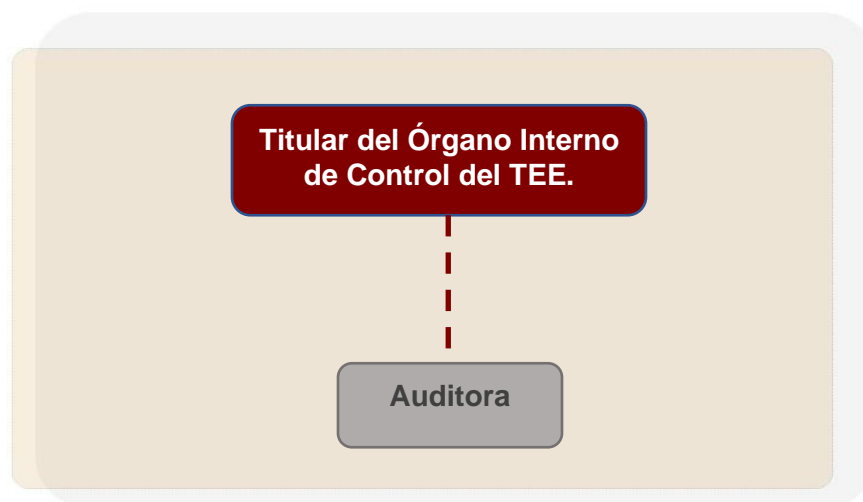 Titular del Órgano Interno
de Control del TEE.
Auditora